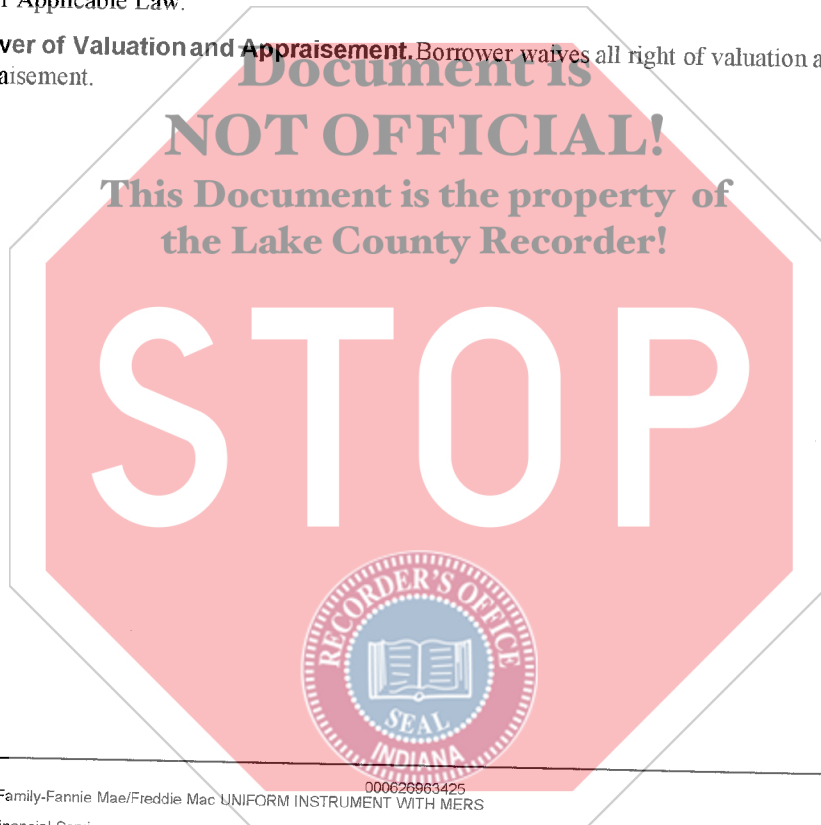 Applicable Law.
ver of Valuation and Appraisement. Borrower waives all right of valuation a
aisement.
Document is
NOT OFFICIAL!
This Document is the property of
the Lake County Recorder!
STOP
RECORDER'S OFFICE
SEAL
INDIANA
000626963425
Family-Fannie Mae/Freddie Mac UNIFORM INSTRUMENT WITH MERS